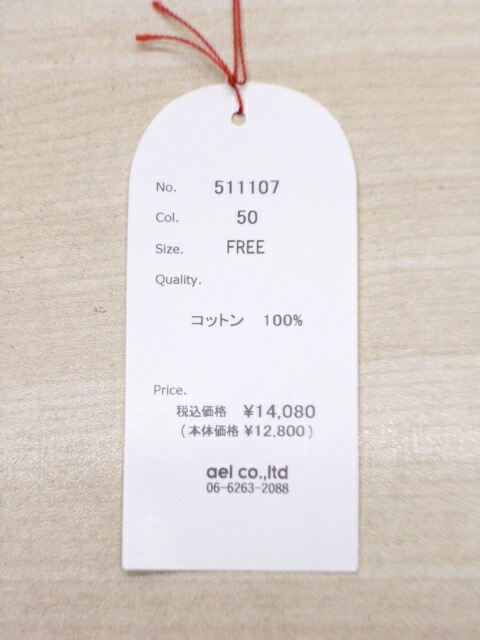 No. 511107
Col. 50
Size. FREE
Quality.
コットン 100%
Price.
税込価格 ¥14,080
(本体価格 ¥12,800)
ael co.,ltd
06-6263-2088